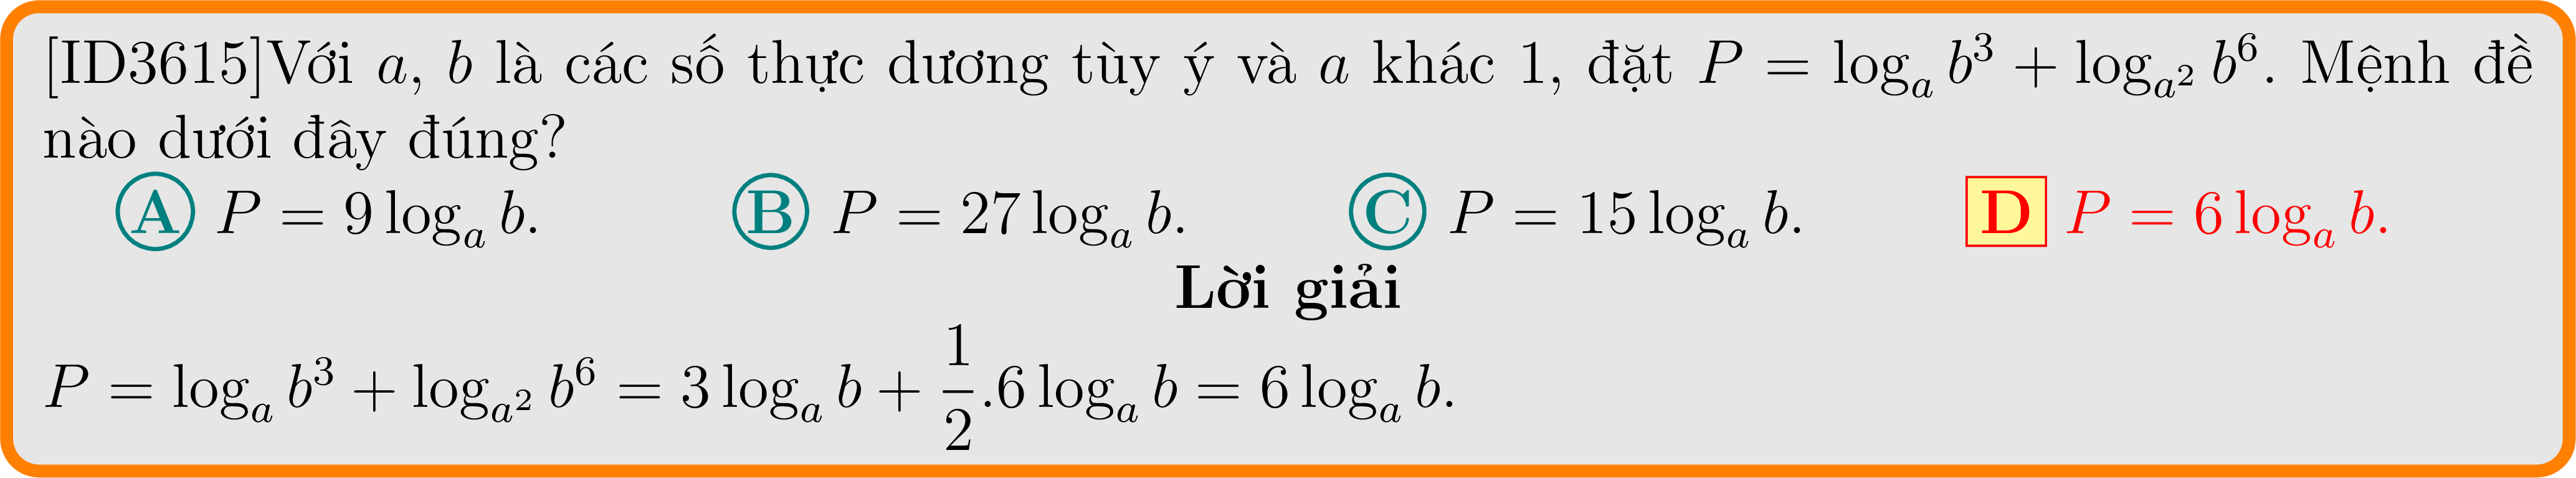 [ID3615]Với a, b là các số thực dương tùy ý và a khác 1, đặt P = log_a b^3 + log_{a^2} b^6. Mệnh đề
nào dưới đây đúng?
A P = 9 log_a b. B P = 27 log_a b. C P = 15 log_a b. D P = 6 log_a b.
Lời giải
P = log_a b^3 + log_{a^2} b^6 = 3 log_a b + \frac{1}{2}.6 log_a b = 6 log_a b.